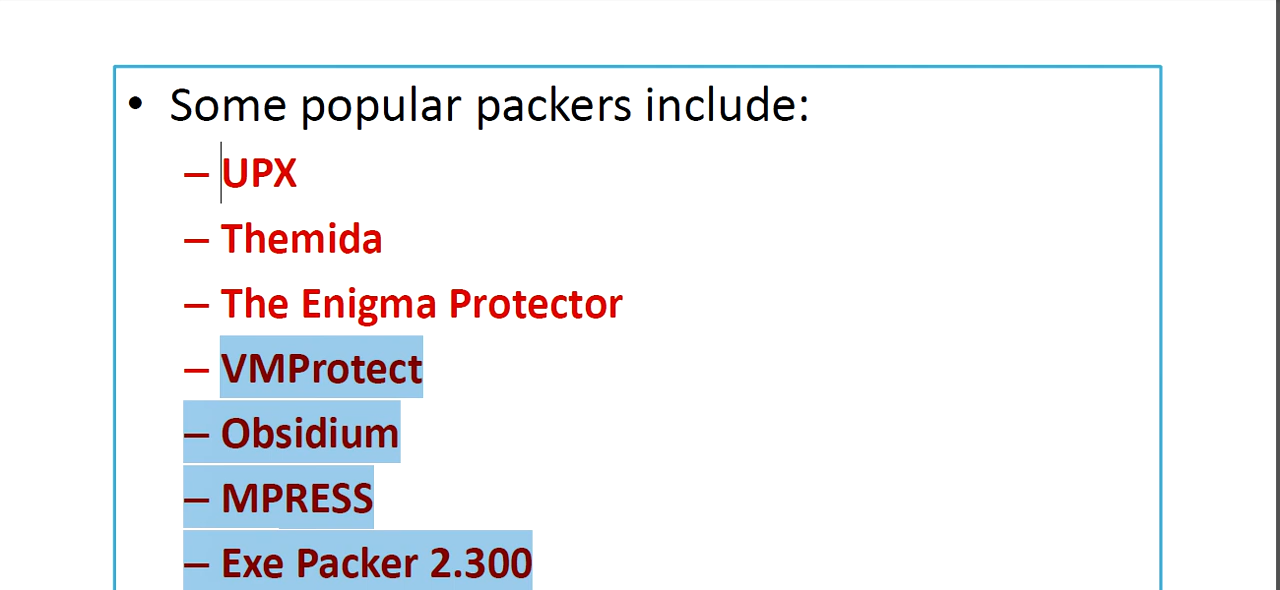 • Some popular packers include:
– UPX
– Themida
– The Enigma Protector
– VMProtect
– Obsidium
– MPRESS
– Exe Packer 2.300